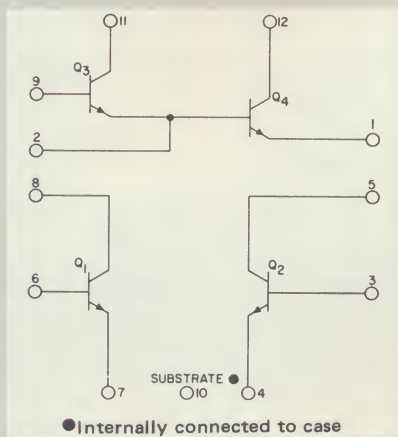 11 12
9 Q3
Q4
2 1
8 5
6 Q1 Q2 3
SUBSTRATE ●
7 10 4
●Internally connected to case